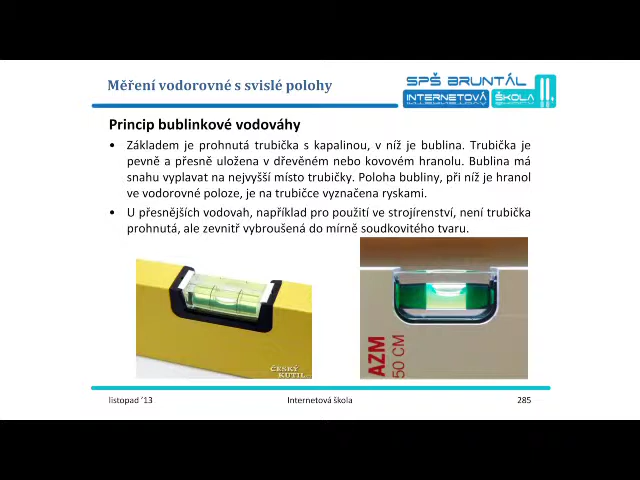 Měření vodorovné s svislé polohy
SPŠ BRUNTÁL
INTERNETOVÁ ŠKOLA II.
Princip bublinkové vodováhy
• Základem je prohnutá trubička s kapalinou, v níž je bublina. Trubička je
pevně a přesně uložena v dřevěném nebo kovovém hranolu. Bublina má
snahu vyplavat na nejvyšší místo trubičky. Poloha bubliny, při níž je hranol
ve vodorovné poloze, je na trubičce vyznačena ryskami.
• U přesnějších vodovah, například pro použití ve strojírenství, není trubička
prohnutá, ale zevnitř vybroušená do mírně soudkovitého tvaru.
ČESKÝ
KUTIL.cz
AZM
50 CM
listopad ‘13 Internetová škola 285